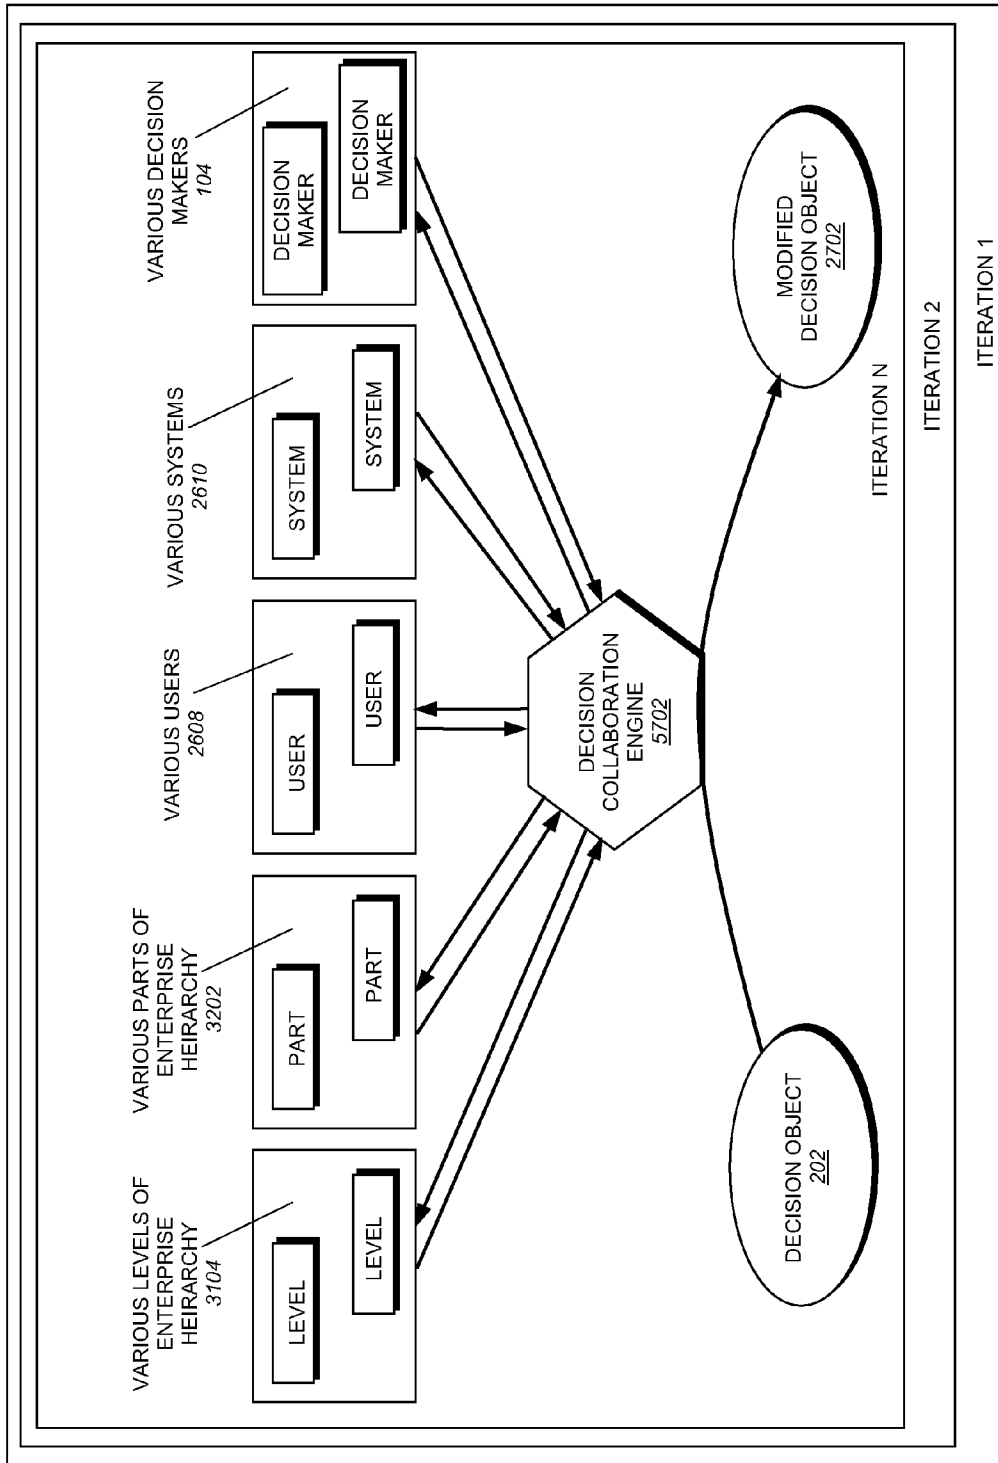 VARIOUS LEVELS OF
ENTERPRISE
HEIRARCHY
3104
VARIOUS PARTS OF
ENTERPRISE
HEIRARCHY
3202
VARIOUS USERS
2608
VARIOUS SYSTEMS
2610
VARIOUS DECISION
MAKERS
104
LEVEL
LEVEL
PART
PART
USER
USER
SYSTEM
SYSTEM
DECISION
MAKER
DECISION
MAKER
DECISION
COLLABORATION
ENGINE
5702
DECISION OBJECT
202
MODIFIED
DECISION OBJECT
2702
ITERATION N
ITERATION 2
ITERATION 1